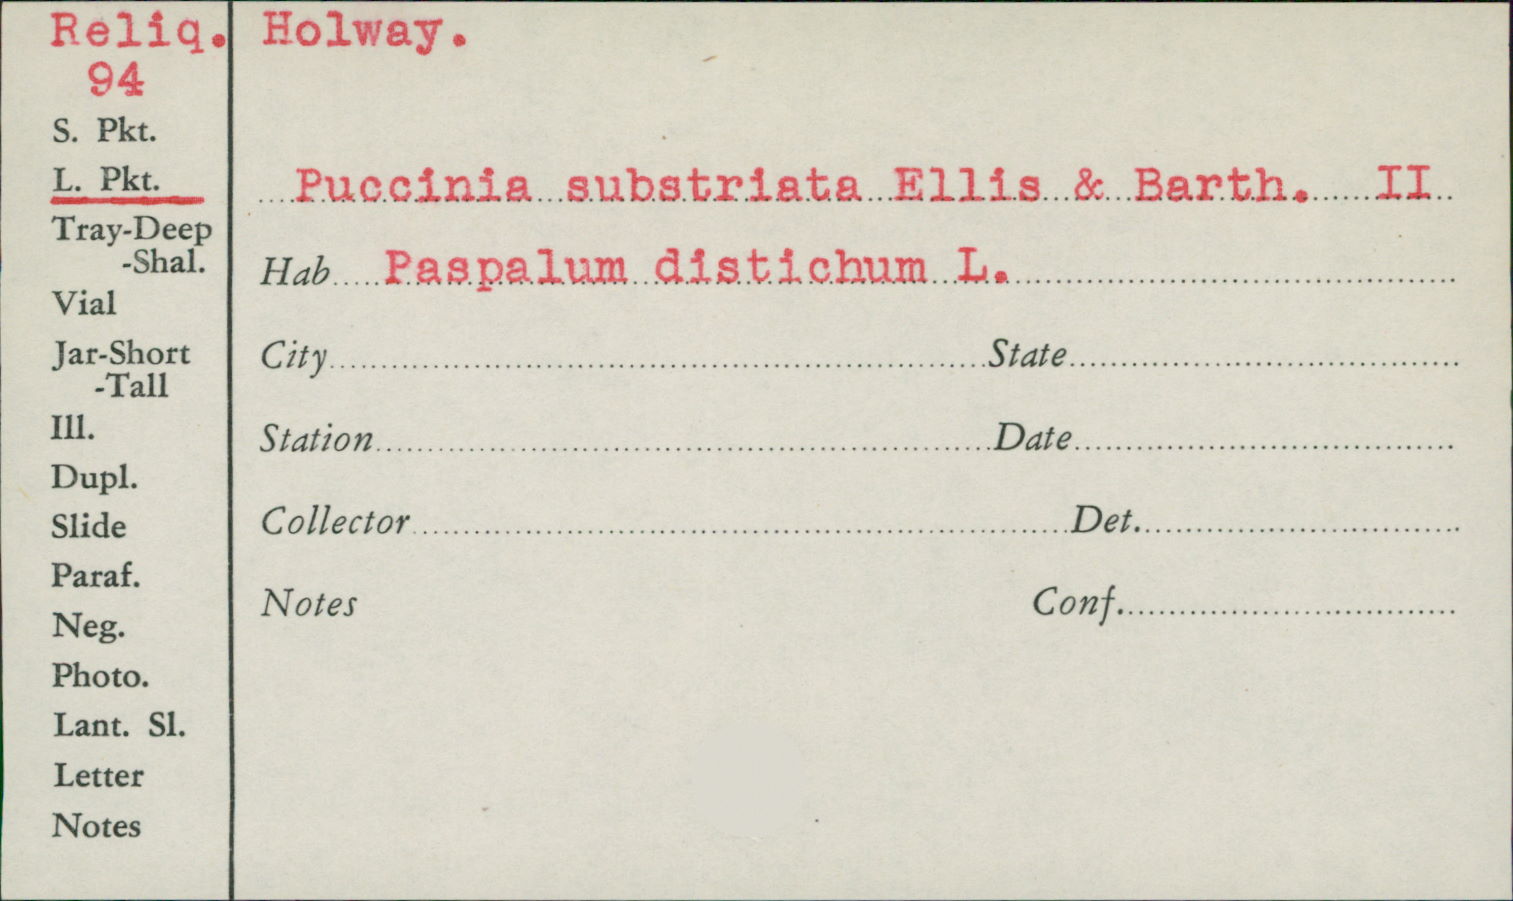 Reliq. Holway.
94
S. Pkt.
L. Pkt.
Tray-Deep
-Shal.
Vial
Jar-Short
-Tall
Ill.
Dupl.
Slide
Paraf.
Neg.
Photo.
Lant. Sl.
Letter
Notes
Puccinia substriata Ellis & Barth. II
Hab Paspalum distichum L.
City State
Station Date
Collector Det.
Notes Conf.